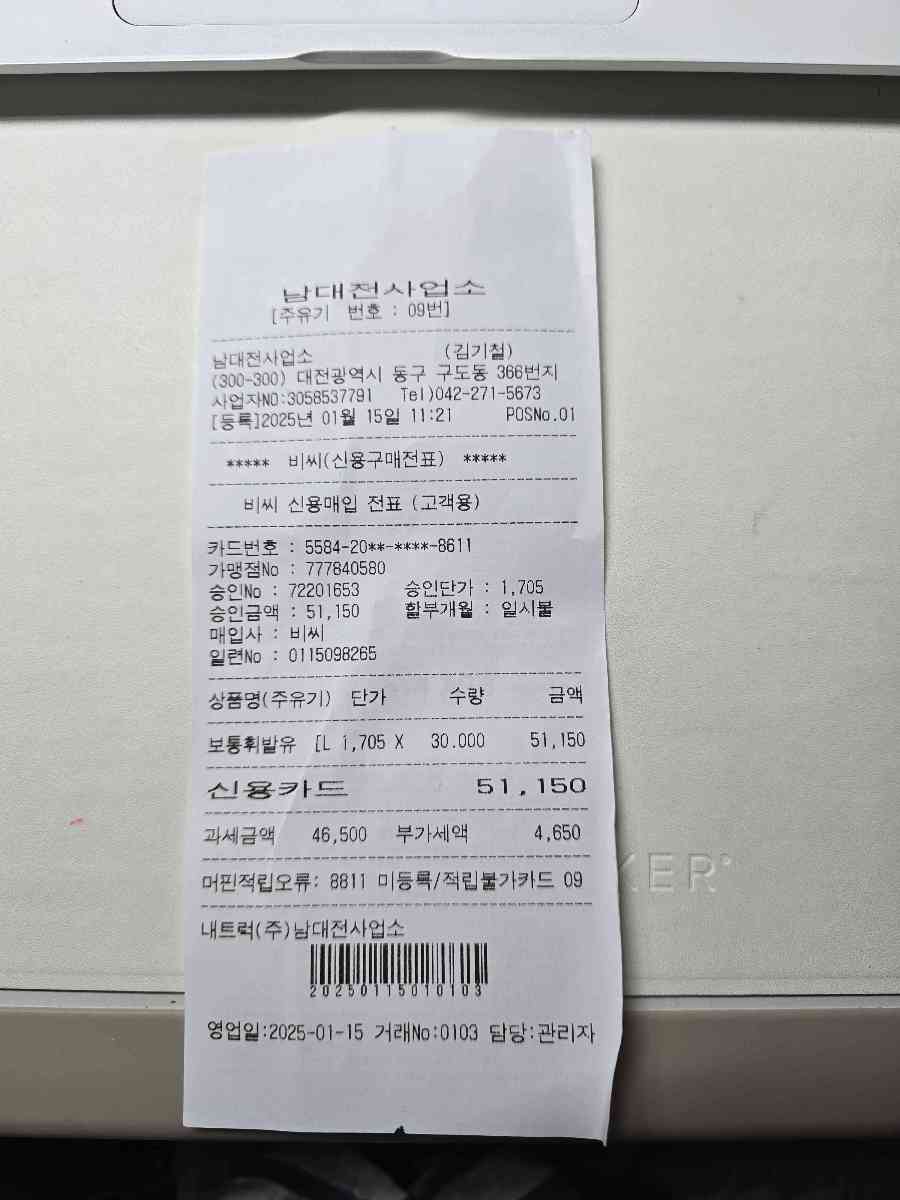 남대전사업소
[주유기 번호 : 09번]
남대전사업소 (김기철)
(300-300) 대전광역시 동구 구도동 366번지
사업자NO:3058537791 Tel)042-271-5673
[등록]2025년 01월 15일 11:21 POSNo.01
***** 비씨(신용구매전표) *****
비씨 신용매입 전표 (고객용)
카드번호 : 5584-20**-****-8611
가맹점No : 777840580
승인No : 72201653 승인단가 : 1,705
승인금액 : 51,150 할부개월 : 일시불
매입사 : 비씨
일련No : 0115098265
상품명(주유기) 단가 수량 금액
보통휘발유 [L 1,705 X 30.000 51,150
신용카드 51,150
과세금액 46,500 부가세액 4,650
머핀적립오류: 8811 미등록/적립불가카드 09
내트럭(주)남대전사업소
20250115010103
영업일:2025-01-15 거래No:0103 담당:관리자